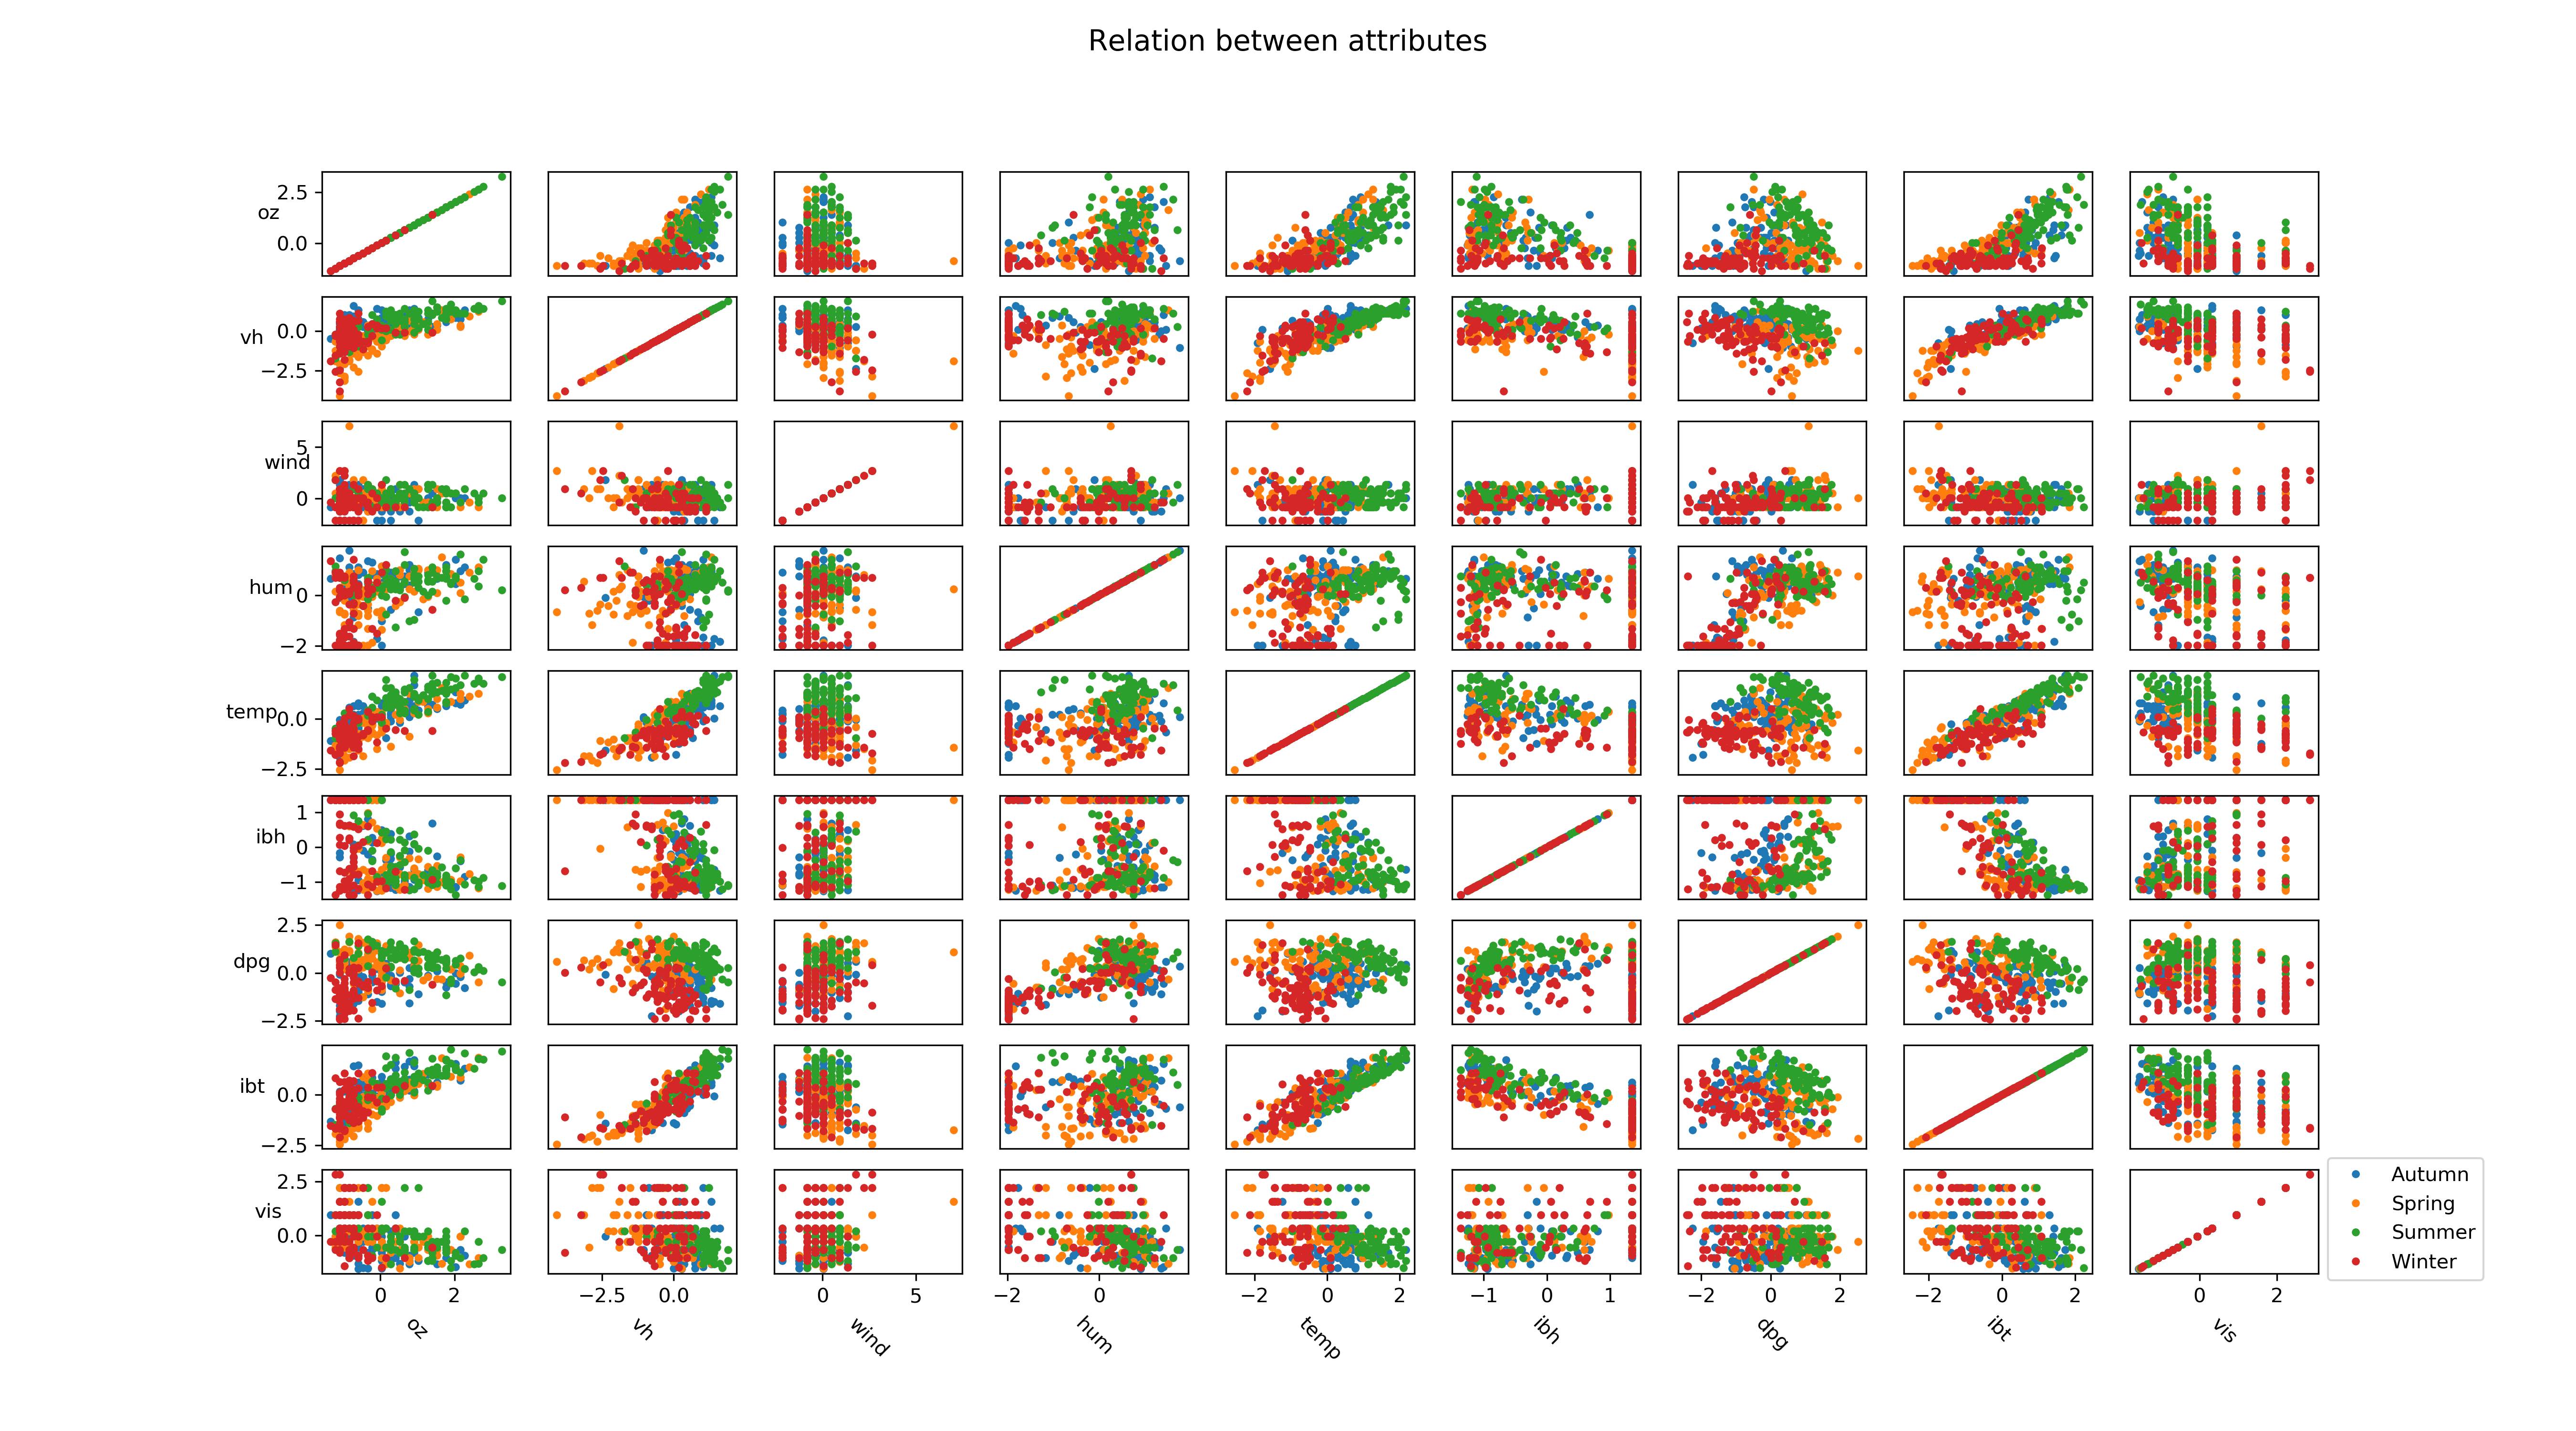 Relation between attributes
oz
2.5
0.0
vh
0.0
−2.5
wind
5
0
hum
0
−2
temp
0.0
−2.5
ibh
1
0
−1
dpg
2.5
0.0
−2.5
ibt
0.0
−2.5
vis
2.5
0.0
Autumn
Spring
Summer
Winter
0 2 −2.5 0.0 0 5 −2 0 −2 0 2 −1 0 1 −2 0 2 −2 0 2 0 2
oz vh wind hum temp ibh dpg ibt vis